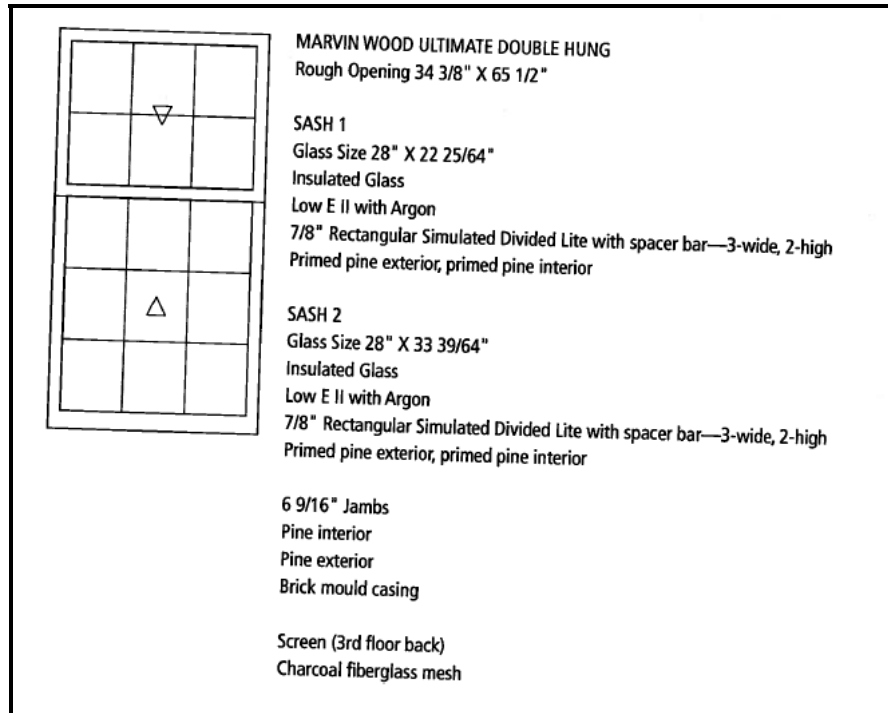 MARVIN WOOD ULTIMATE DOUBLE HUNG
Rough Opening 34 3/8" X 65 1/2"
SASH 1
Glass Size 28" X 22 25/64"
Insulated Glass
Low E II with Argon
7/8" Rectangular Simulated Divided Lite with spacer bar—3-wide, 2-high
Primed pine exterior, primed pine interior
SASH 2
Glass Size 28" X 33 39/64"
Insulated Glass
Low E II with Argon
7/8" Rectangular Simulated Divided Lite with spacer bar—3-wide, 2-high
Primed pine exterior, primed pine interior
6 9/16" Jambs
Pine interior
Pine exterior
Brick mould casing
Screen (3rd floor back)
Charcoal fiberglass mesh